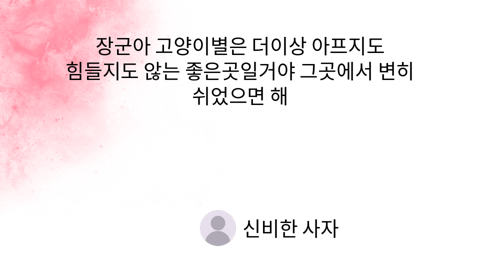 장군아 고양이별은 더이상 아프지도
힘들지도 않는 좋은곳일거야 그곳에서 변히
쉬었으면 해
신비한 사자